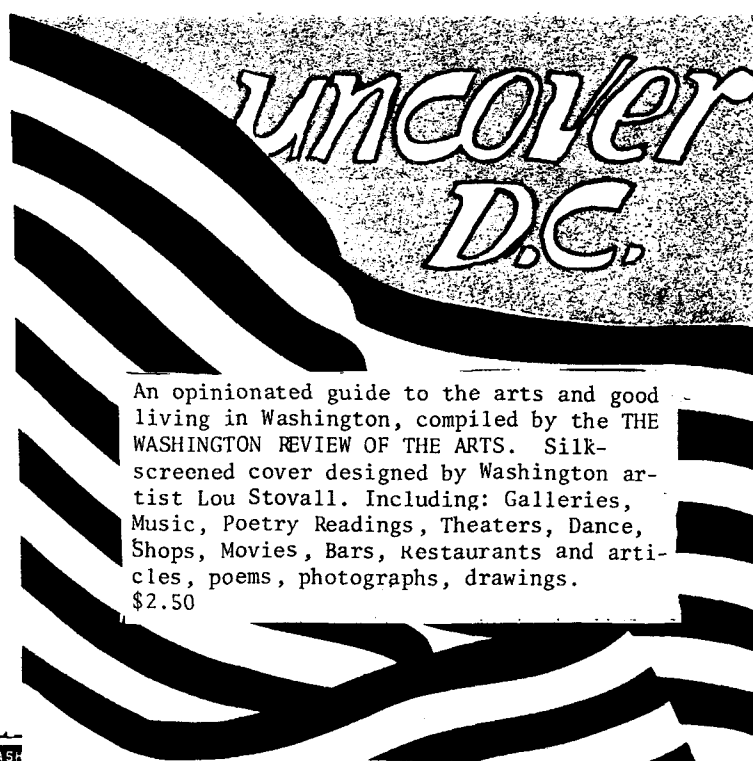 uncover
D.C.
An opinionated guide to the arts and good
living in Washington, compiled by the THE
WASHINGTON REVIEW OF THE ARTS. Silk-
screened cover designed by Washington ar-
tist Lou Stovall. Including: Galleries,
Music, Poetry Readings, Theaters, Dance,
Shops, Movies, Bars, Restaurants and arti-
cles, poems, photographs, drawings.
$2.50
ASH